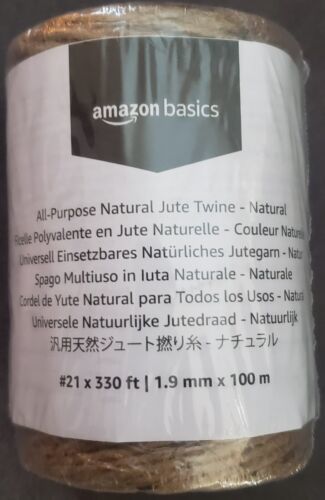 amazon basics
All-Purpose Natural Jute Twine - Natural
Ficelle Polyvalente en Jute Naturelle - Couleur Naturelle
Universell Einsetzbares Natürliches Jutegarn - Natur
Spago Multiuso in Iuta Naturale - Naturale
Cordel de Yute Natural para Todos los Usos - Natural
Universele Natuurlijke Jutedraad - Natuurlijk
汎用天然ジュート撚り糸 - ナチュラル
#21 x 330 ft | 1.9 mm x 100 m